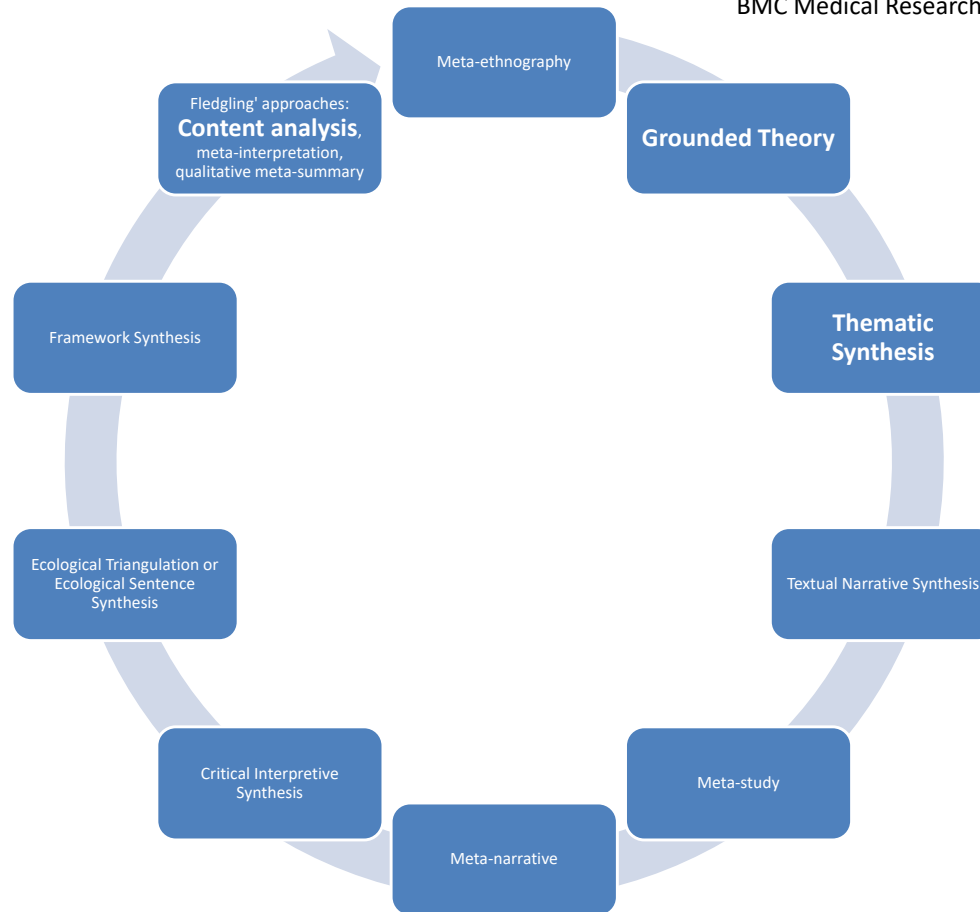 BMC Medical Research
Meta-ethnography
Grounded Theory
Thematic
Synthesis
Textual Narrative Synthesis
Meta-study
Meta-narrative
Critical Interpretive
Synthesis
Ecological Triangulation or
Ecological Sentence
Synthesis
Framework Synthesis
Fledgling' approaches:
Content analysis,
meta-interpretation,
qualitative meta-summary